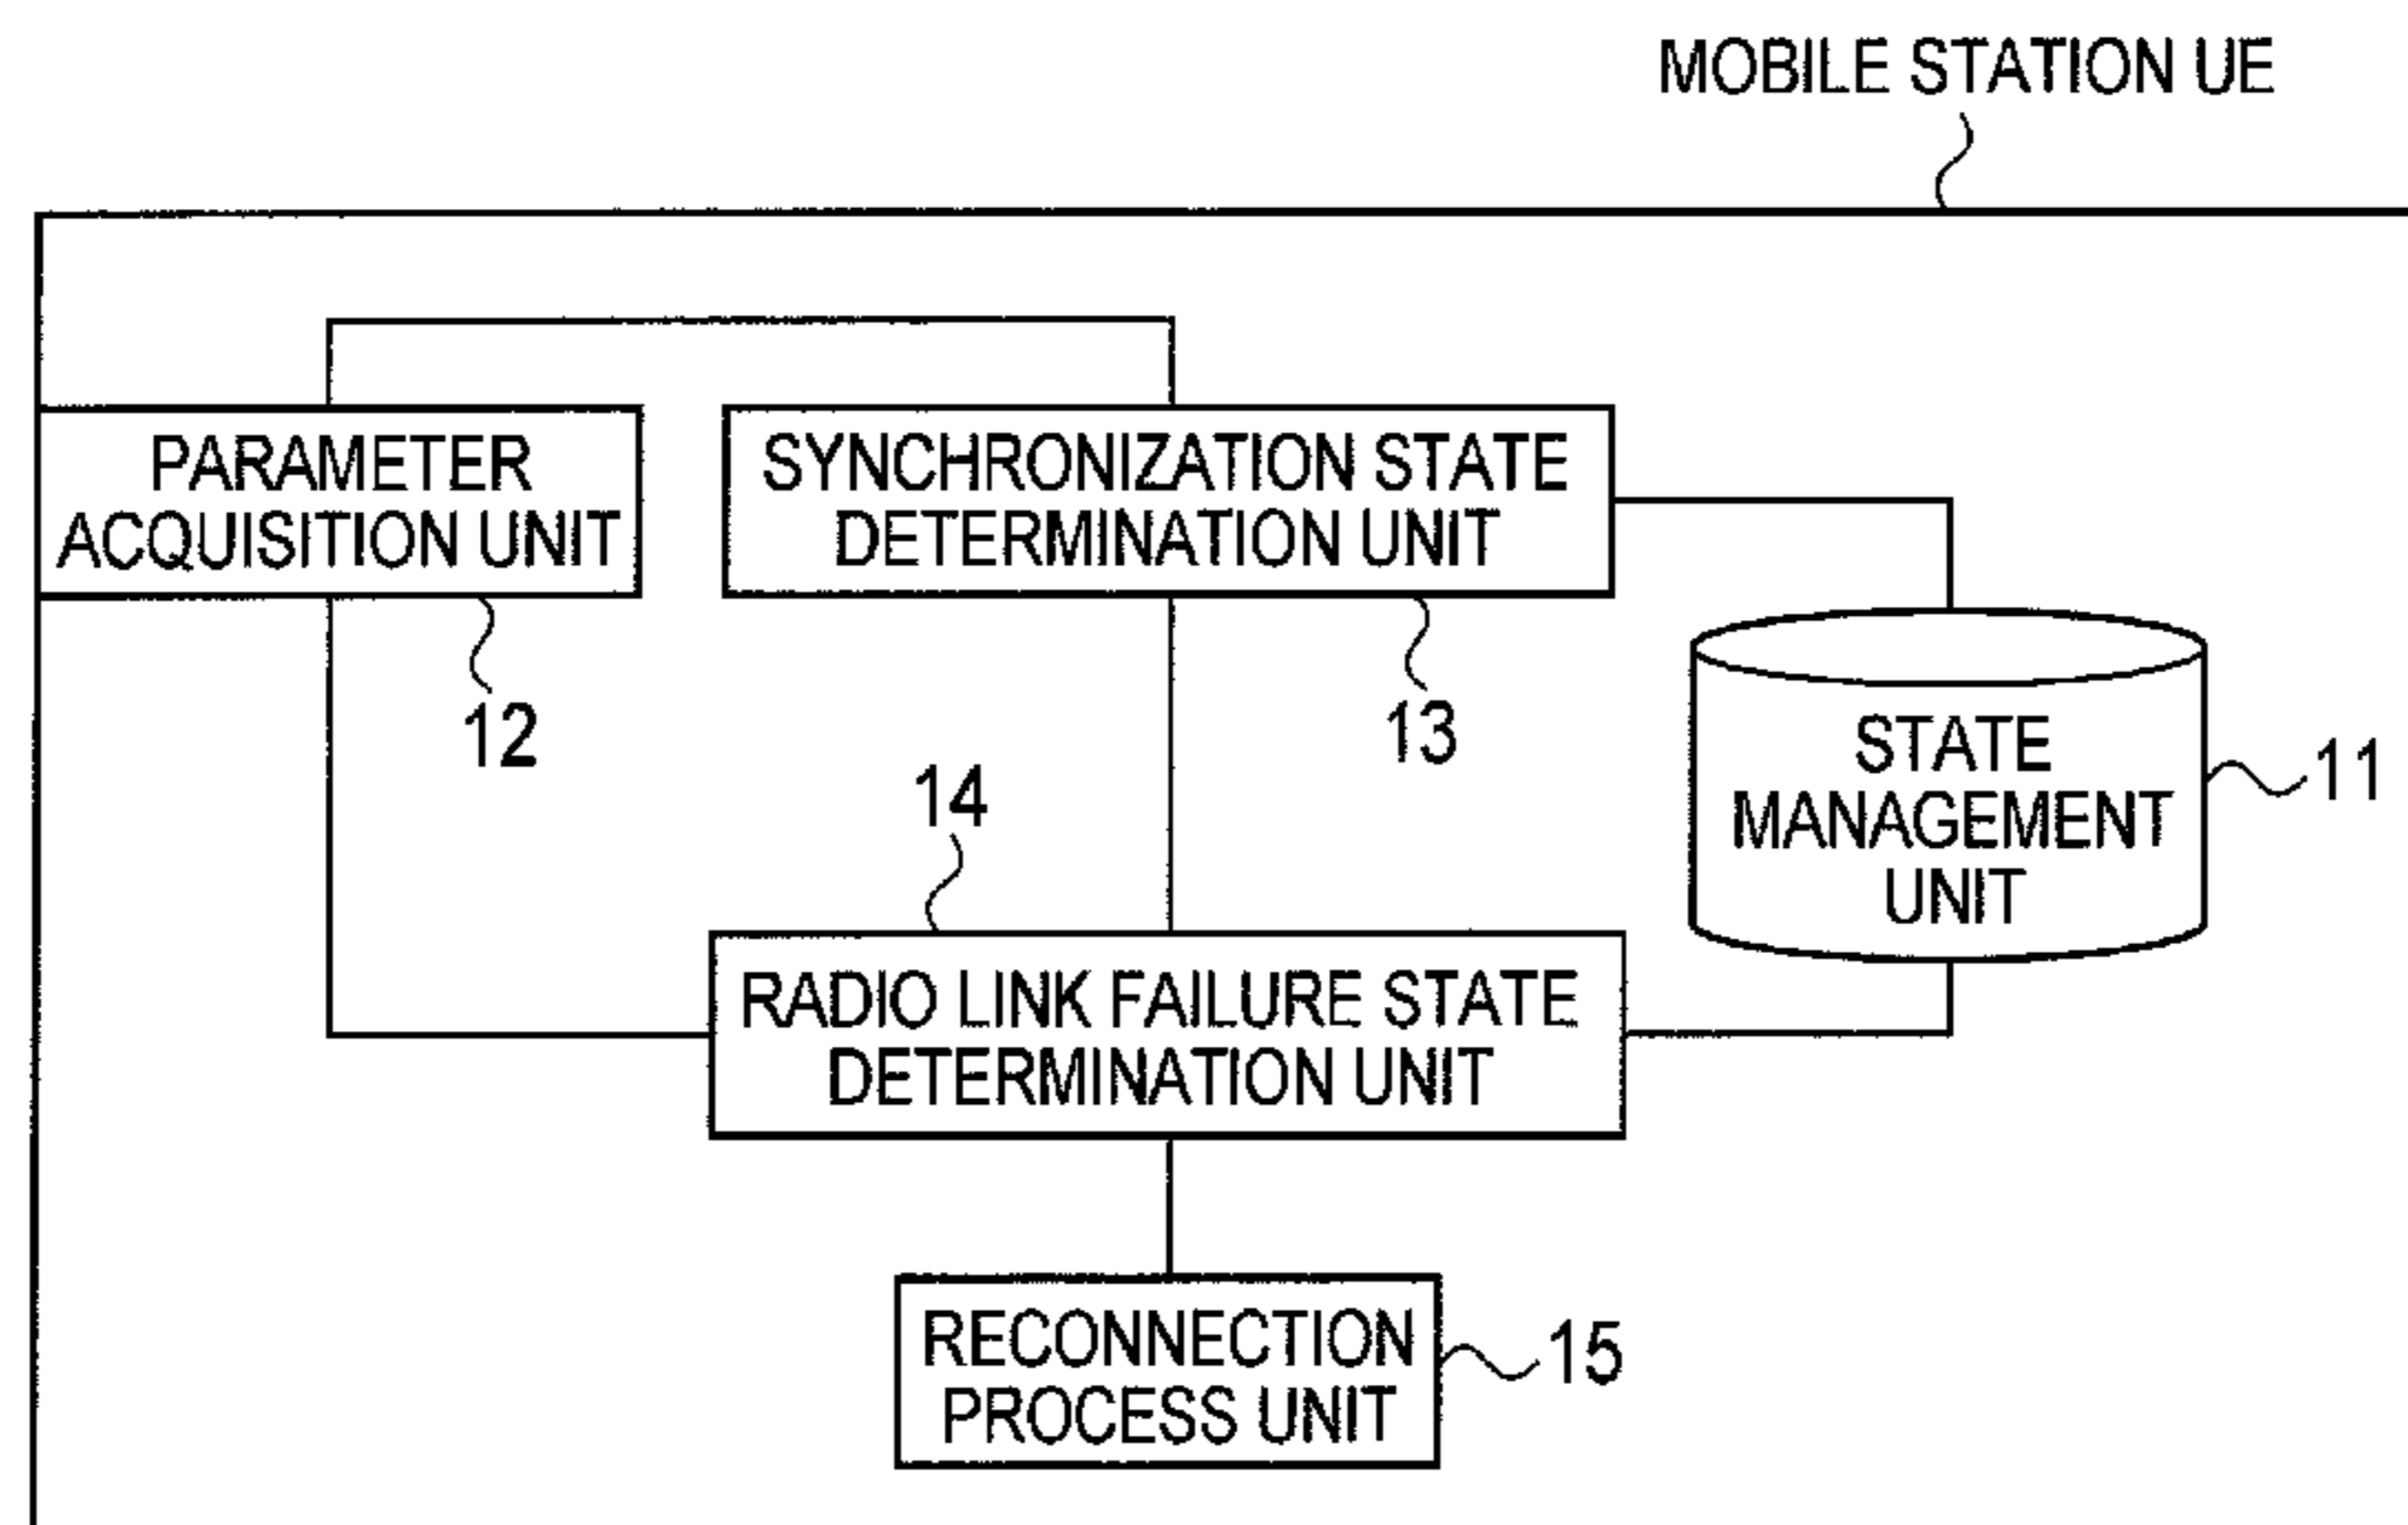 MOBILE STATION UE
PARAMETER
ACQUISITION UNIT
12
SYNCHRONIZATION STATE
DETERMINATION UNIT
13
STATE
MANAGEMENT
UNIT
11
14
RADIO LINK FAILURE STATE
DETERMINATION UNIT
RECONNECTION
PROCESS UNIT
15